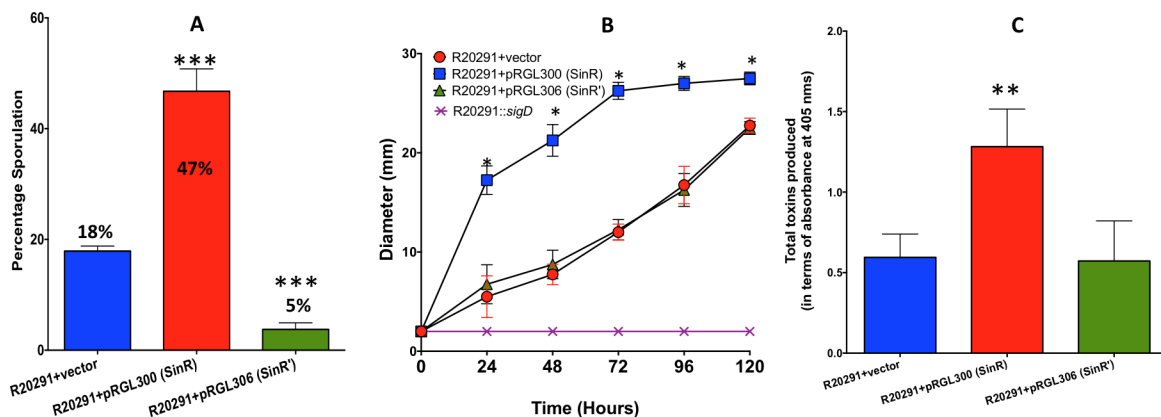 A
Percentage Sporulation
60
40
20
0
***
47%
18%
***
5%
R20291+vector
R20291+pRGL300 (SinR)
R20291+pRGL306 (SinR')
B
Diameter (mm)
30
20
10
0
R20291+vector
R20291+pRGL300 (SinR)
R20291+pRGL306 (SinR')
R20291::sigD
*
*
*
*
*
0
24
48
72
96
120
Time (Hours)
C
Total toxins produced
(in terms of absorbance at 405 nms)
2.0
1.5
1.0
0.5
0.0
**
R20291+vector
R20291+pRGL300 (SinR)
R20291+pRGL306 (SinR')